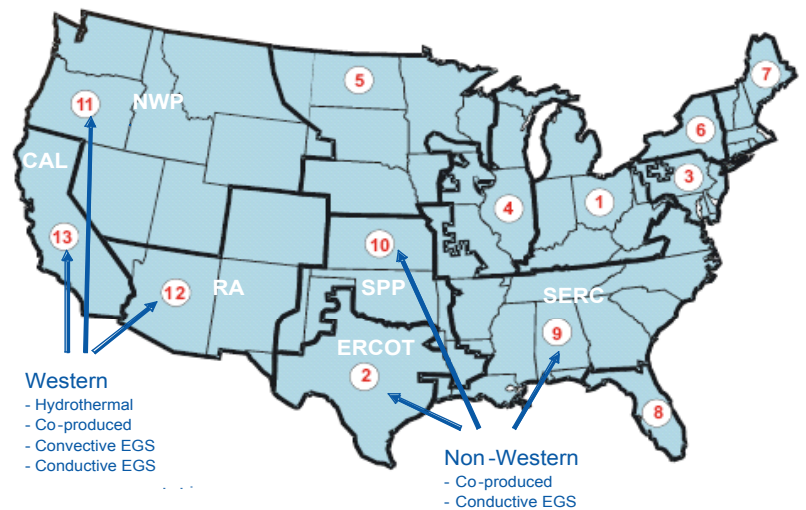 5
7
11
NWP
6
CAL
3
4
1
13
10
12
RA
SPP
SERC
9
ERCOT
2
8
Western
- Hydrothermal
- Co-produced
- Convective EGS
- Conductive EGS
Non-Western
- Co-produced
- Conductive EGS